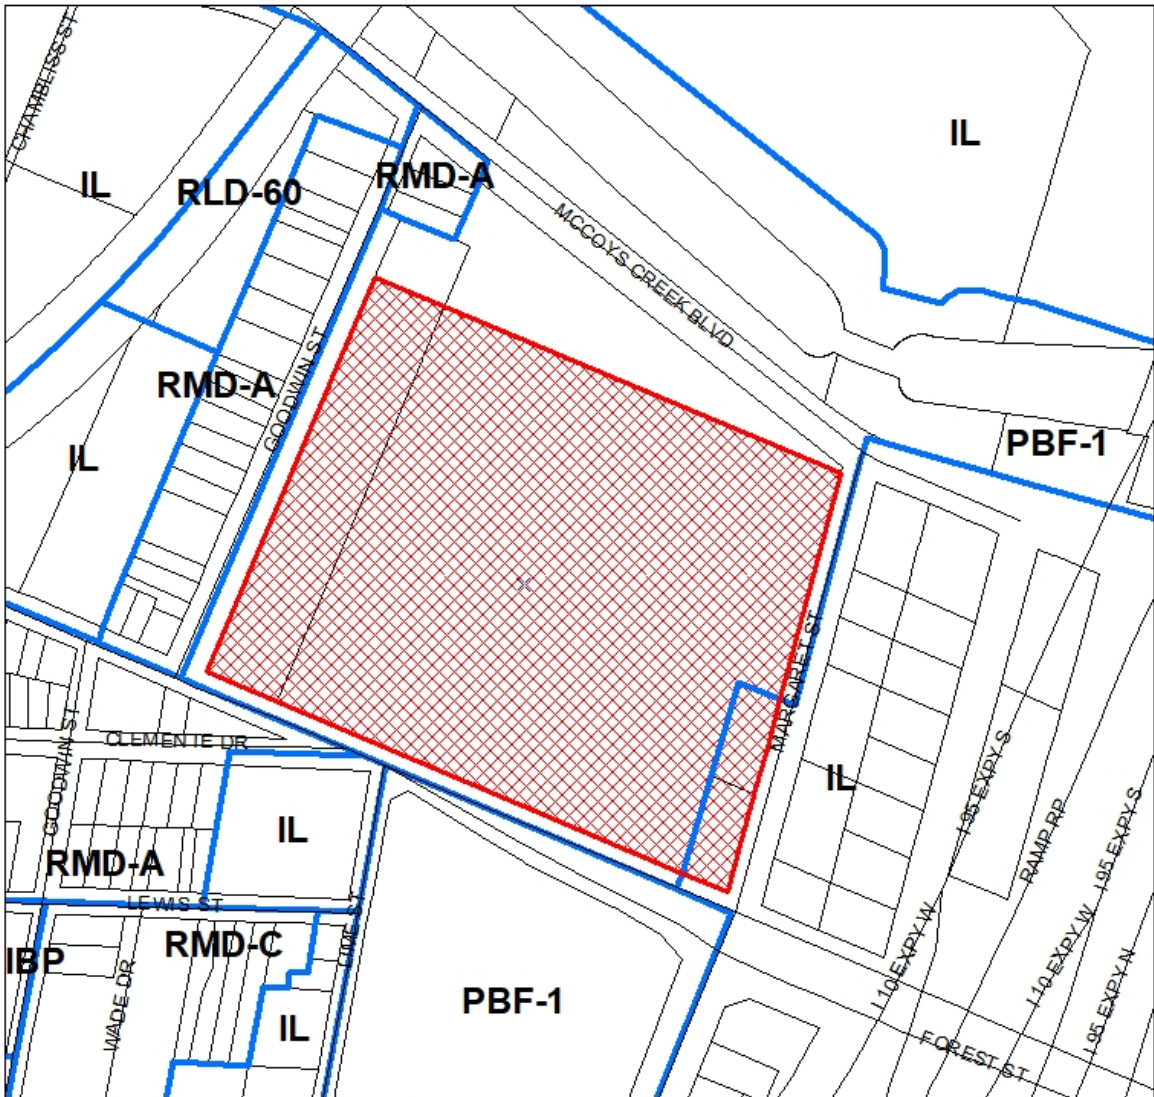 CHAMBLISS ST
IL
IL
RLD-60
RMD-A
MCCOYS CREEK BLVD
RMD-A
GOODWIN ST
IL
PBF-1
MARGARET ST
GOODWIN ST
CLEMENTE DR
IL
I 95 EXPY S
RAMP RP
I 95 EXPY S
IL
RMD-A
LEWIS ST
LIME ST
RMD-C
IBP
WADE DR
PBF-1
IL
I 10 EXPY W
I 10 EXPY W
I 95 EXPY N
FOREST ST